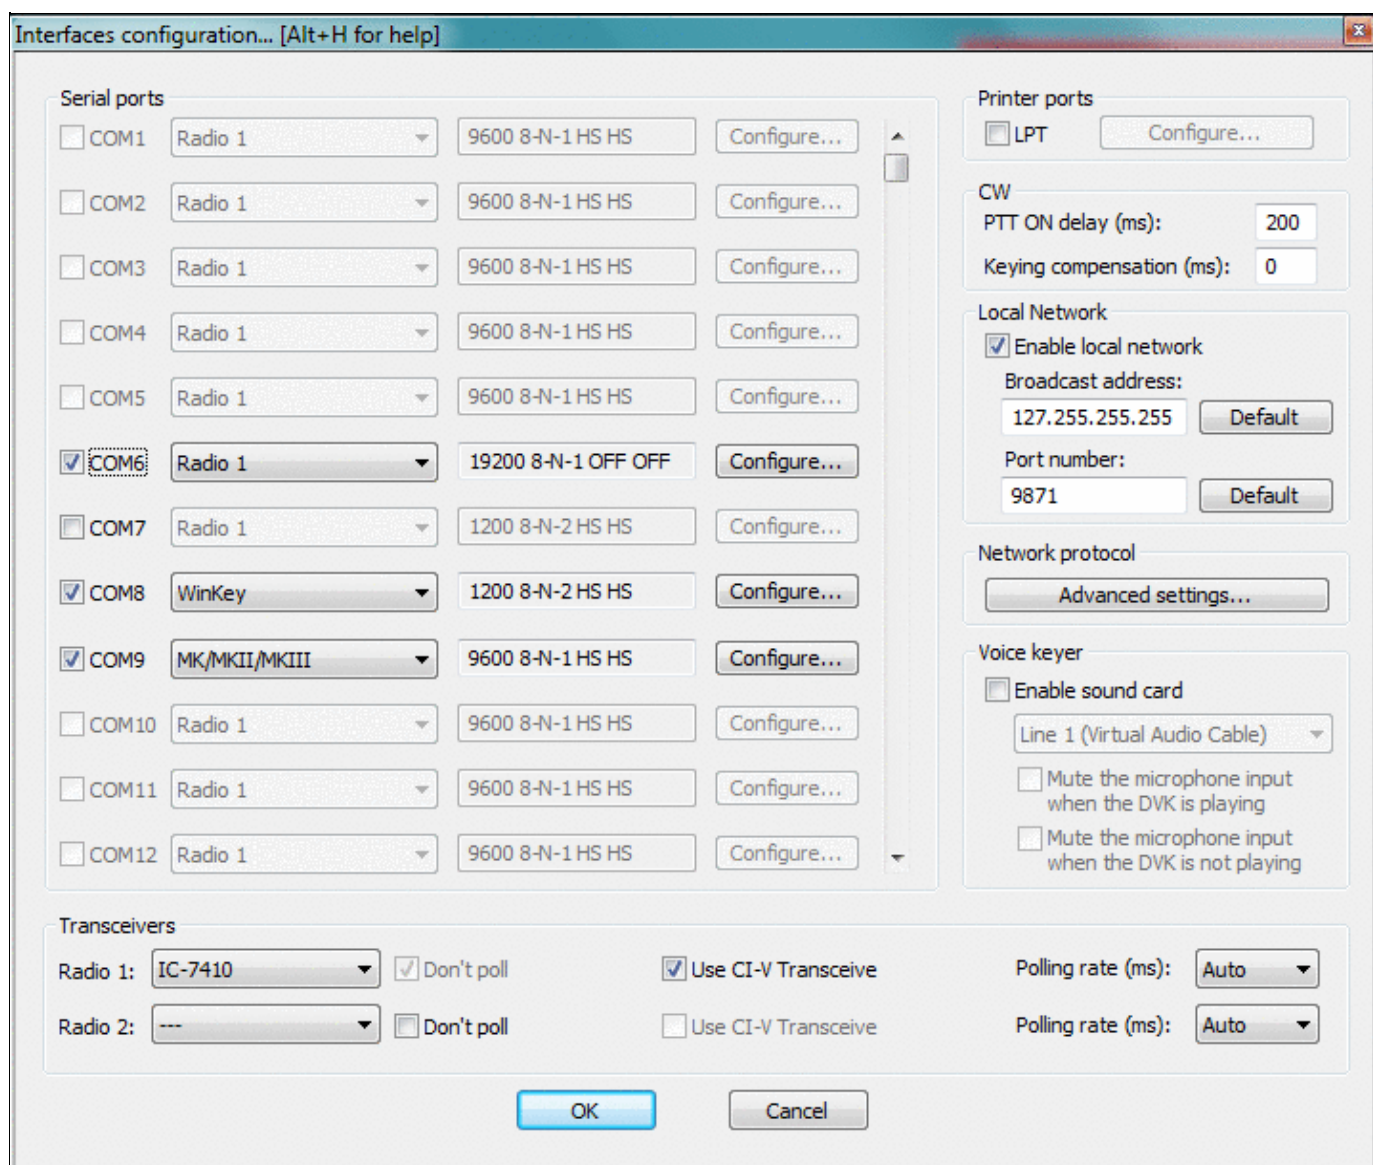 Interfaces configuration... [Alt+H for help]
Serial ports
COM1 Radio 1 9600 8-N-1 HS HS Configure...
COM2 Radio 1 9600 8-N-1 HS HS Configure...
COM3 Radio 1 9600 8-N-1 HS HS Configure...
COM4 Radio 1 9600 8-N-1 HS HS Configure...
COM5 Radio 1 9600 8-N-1 HS HS Configure...
COM6 Radio 1 19200 8-N-1 OFF OFF Configure...
COM7 Radio 1 1200 8-N-2 HS HS Configure...
COM8 WinKey 1200 8-N-2 HS HS Configure...
COM9 MK/MKII/MKIII 9600 8-N-1 HS HS Configure...
COM10 Radio 1 9600 8-N-1 HS HS Configure...
COM11 Radio 1 9600 8-N-1 HS HS Configure...
COM12 Radio 1 9600 8-N-1 HS HS Configure...
Printer ports
LPT Configure...
CW
PTT ON delay (ms): 200
Keying compensation (ms): 0
Local Network
Enable local network
Broadcast address:
127.255.255.255 Default
Port number:
9871 Default
Network protocol
Advanced settings...
Voice keyer
Enable sound card
Line 1 (Virtual Audio Cable)
Mute the microphone input
when the DVK is playing
Mute the microphone input
when the DVK is not playing
Transceivers
Radio 1: IC-7410 Don't poll Use CI-V Transceive Polling rate (ms): Auto
Radio 2: --- Don't poll Use CI-V Transceive Polling rate (ms): Auto
OK Cancel